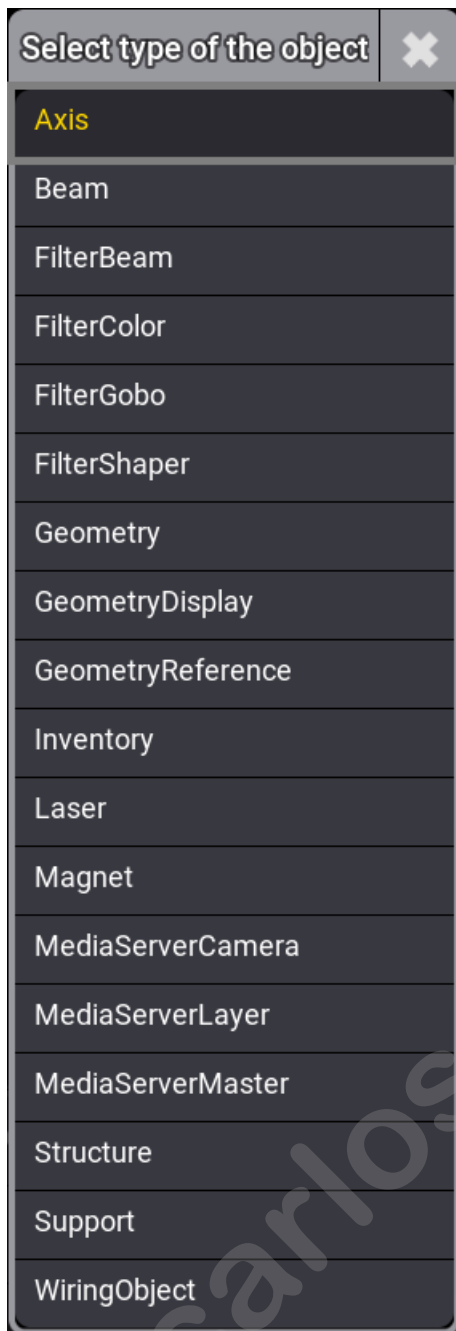 Select type of the object
Axis
Beam
FilterBeam
FilterColor
FilterGobo
FilterShaper
Geometry
GeometryDisplay
GeometryReference
Inventory
Laser
Magnet
MediaServerCamera
MediaServerLayer
MediaServerMaster
Structure
Support
WiringObject
carlos